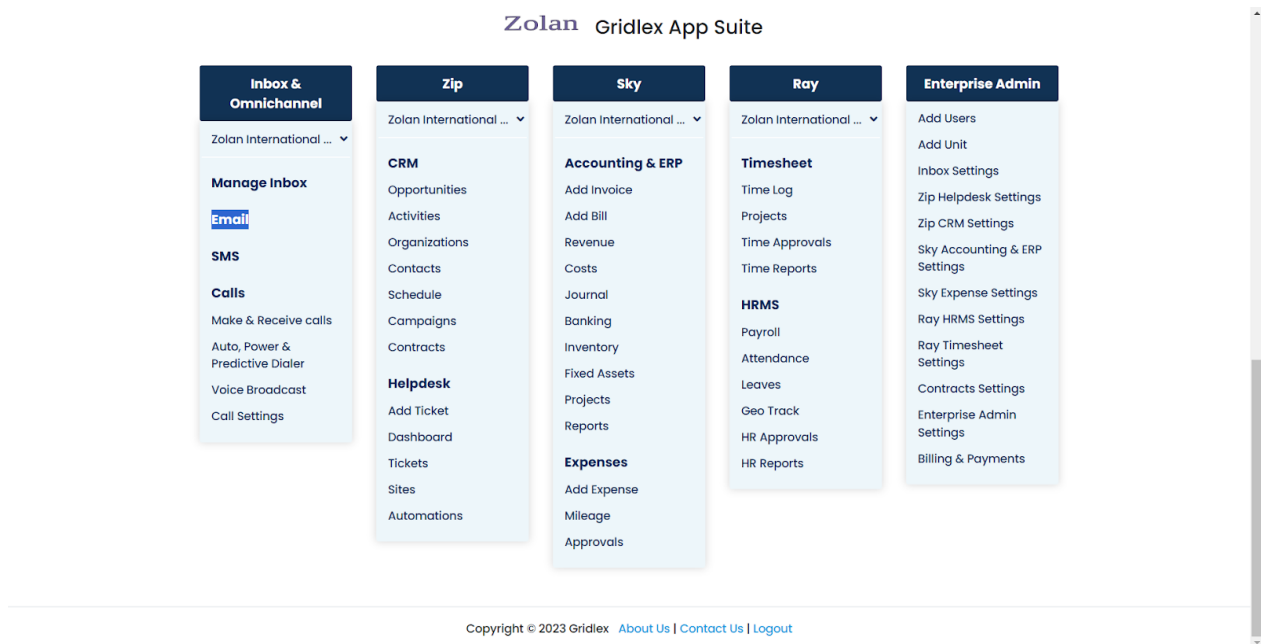 Zolan Gridlex App Suite
Inbox &
Omnichannel
Zolan International ...
Manage Inbox
Email
SMS
Calls
Make & Receive calls
Auto, Power &
Predictive Dialer
Voice Broadcast
Call Settings
Zip
Zolan International ...
CRM
Opportunities
Activities
Organizations
Contacts
Schedule
Campaigns
Contracts
Helpdesk
Add Ticket
Dashboard
Tickets
Sites
Automations
Sky
Zolan International ...
Accounting & ERP
Add Invoice
Add Bill
Revenue
Costs
Journal
Banking
Inventory
Fixed Assets
Projects
Reports
Expenses
Add Expense
Mileage
Approvals
Ray
Zolan International ...
Timesheet
Time Log
Projects
Time Approvals
Time Reports
HRMS
Payroll
Attendance
Leaves
Geo Track
HR Approvals
HR Reports
Enterprise Admin
Add Users
Add Unit
Inbox Settings
Zip Helpdesk Settings
Zip CRM Settings
Sky Accounting & ERP
Settings
Sky Expense Settings
Ray HRMS Settings
Ray Timesheet
Settings
Contracts Settings
Enterprise Admin
Settings
Billing & Payments
Copyright © 2023 Gridlex About Us | Contact Us | Logout